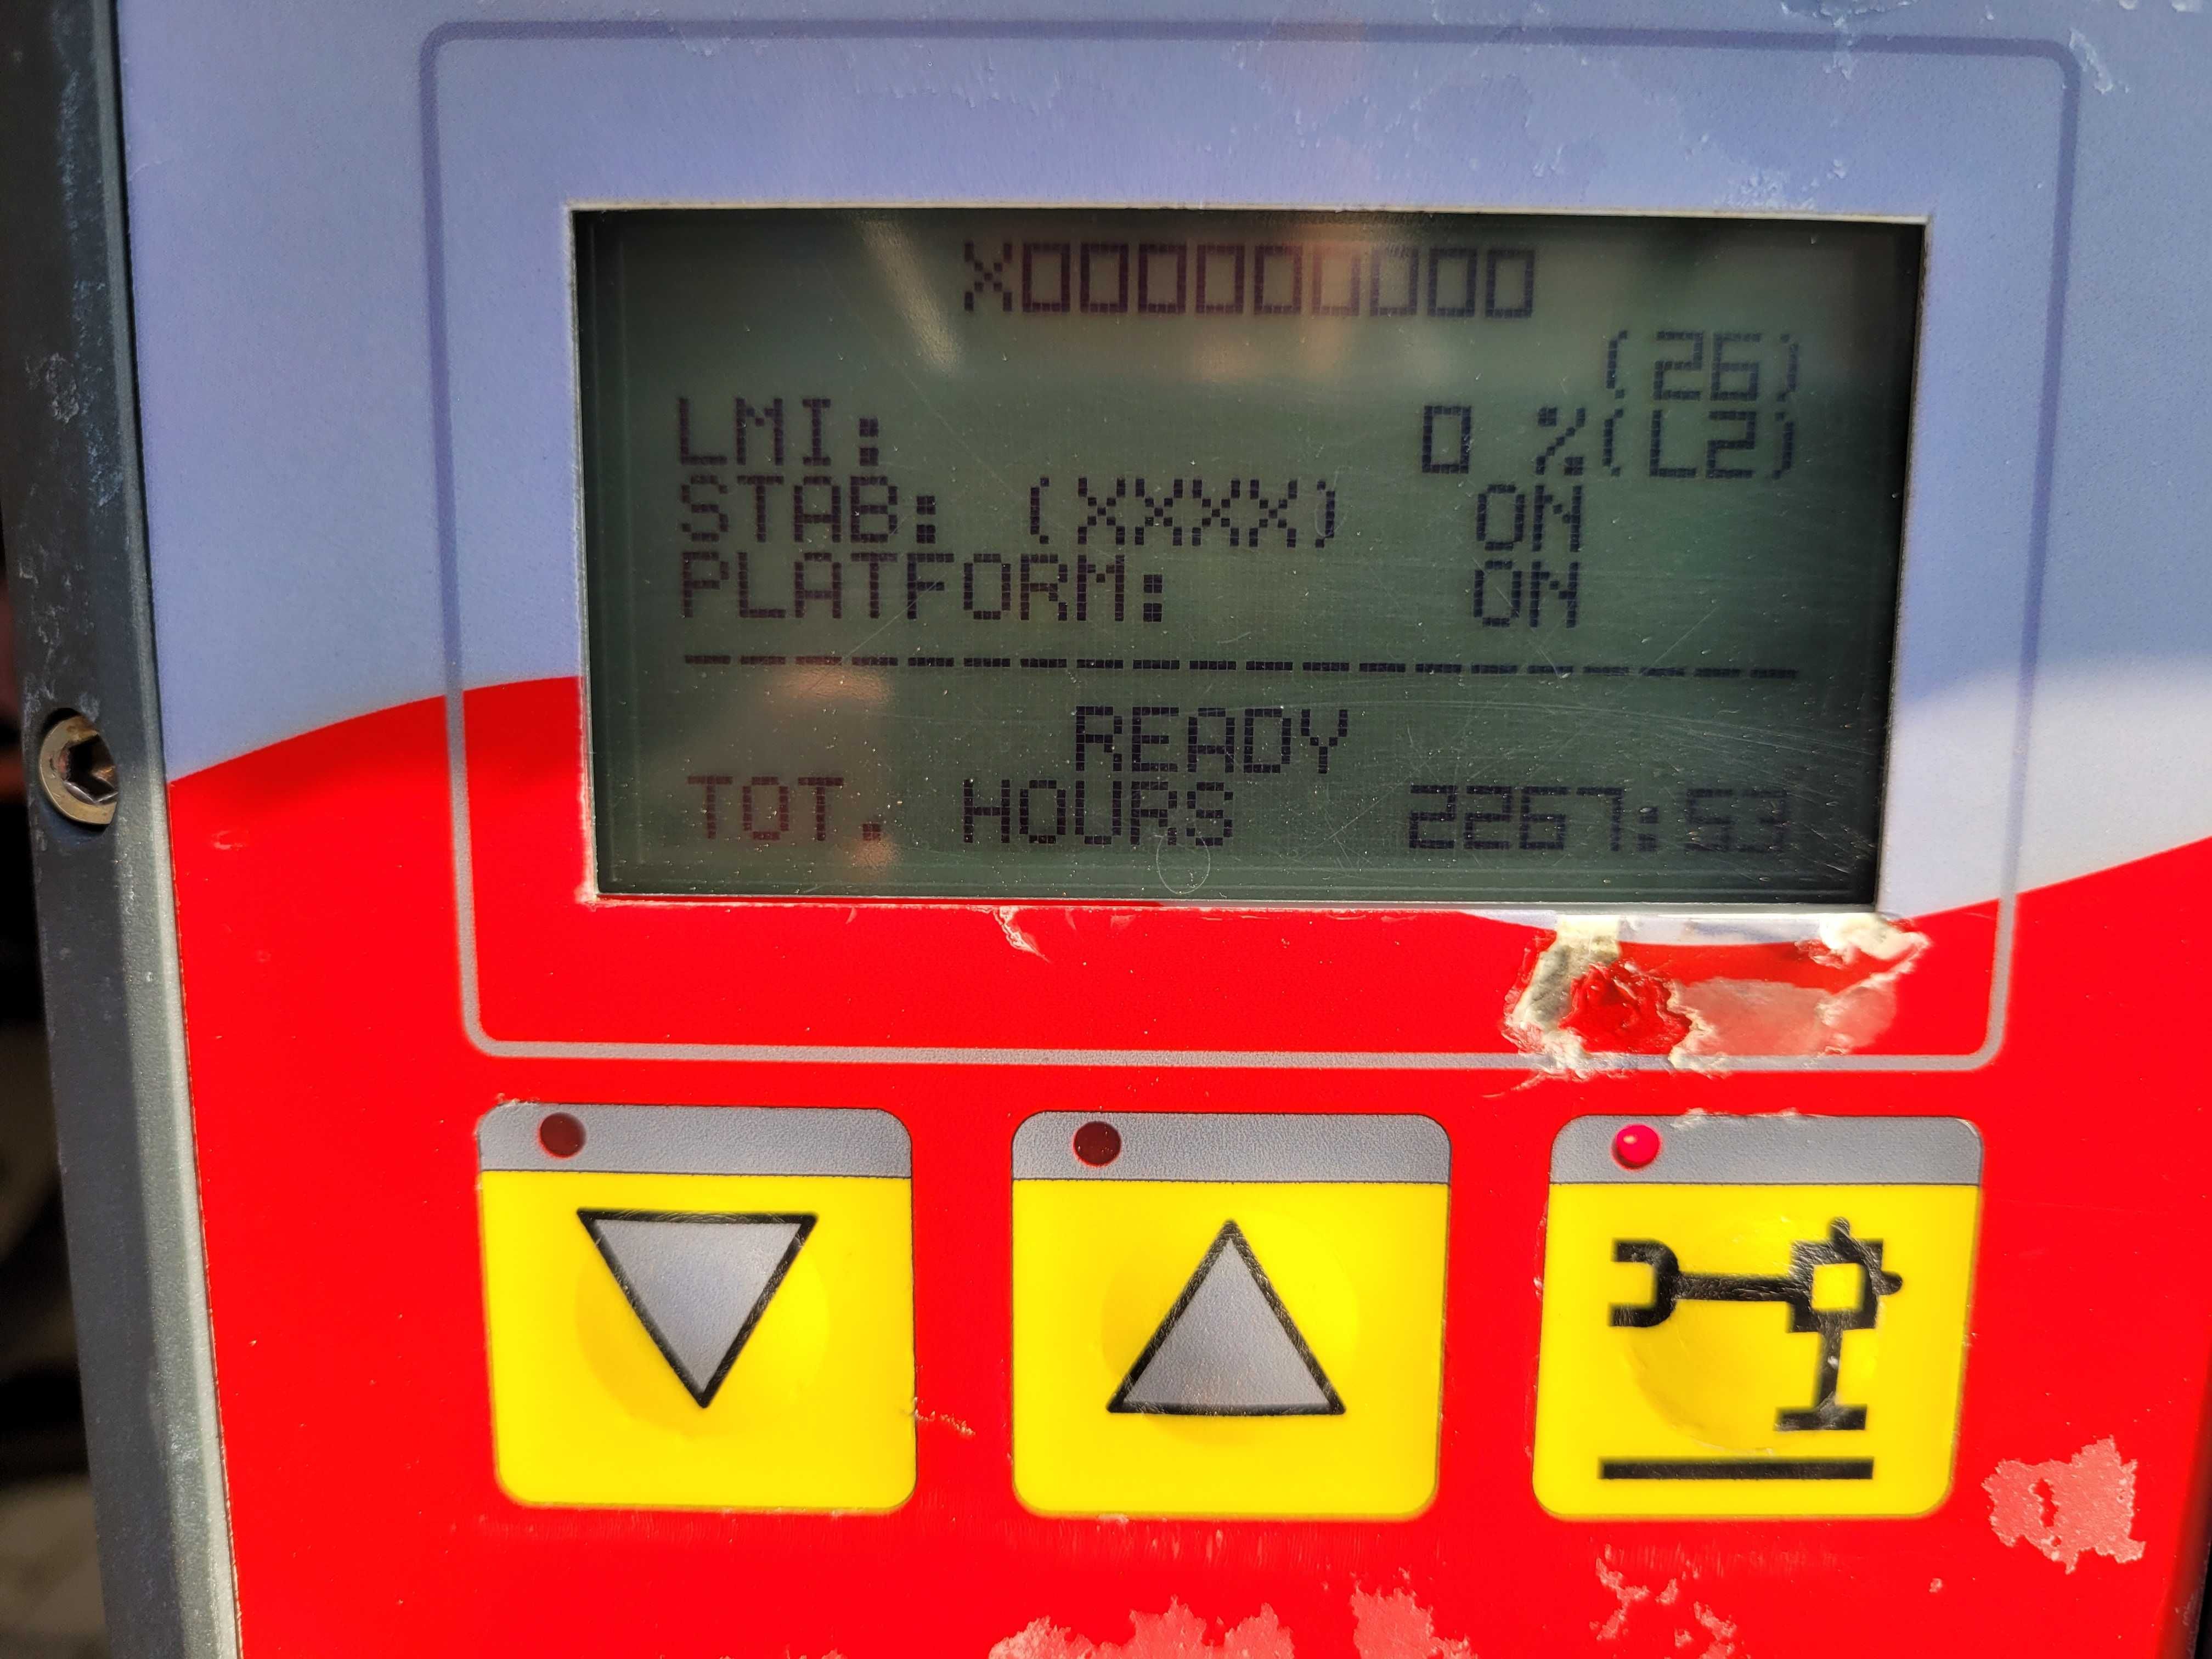 X000000000
(26)
LMI: 0 %(L2)
STAB: (XXXX) ON
PLATFORM: ON
--------------------
READY
TOT. HOURS 2267:53